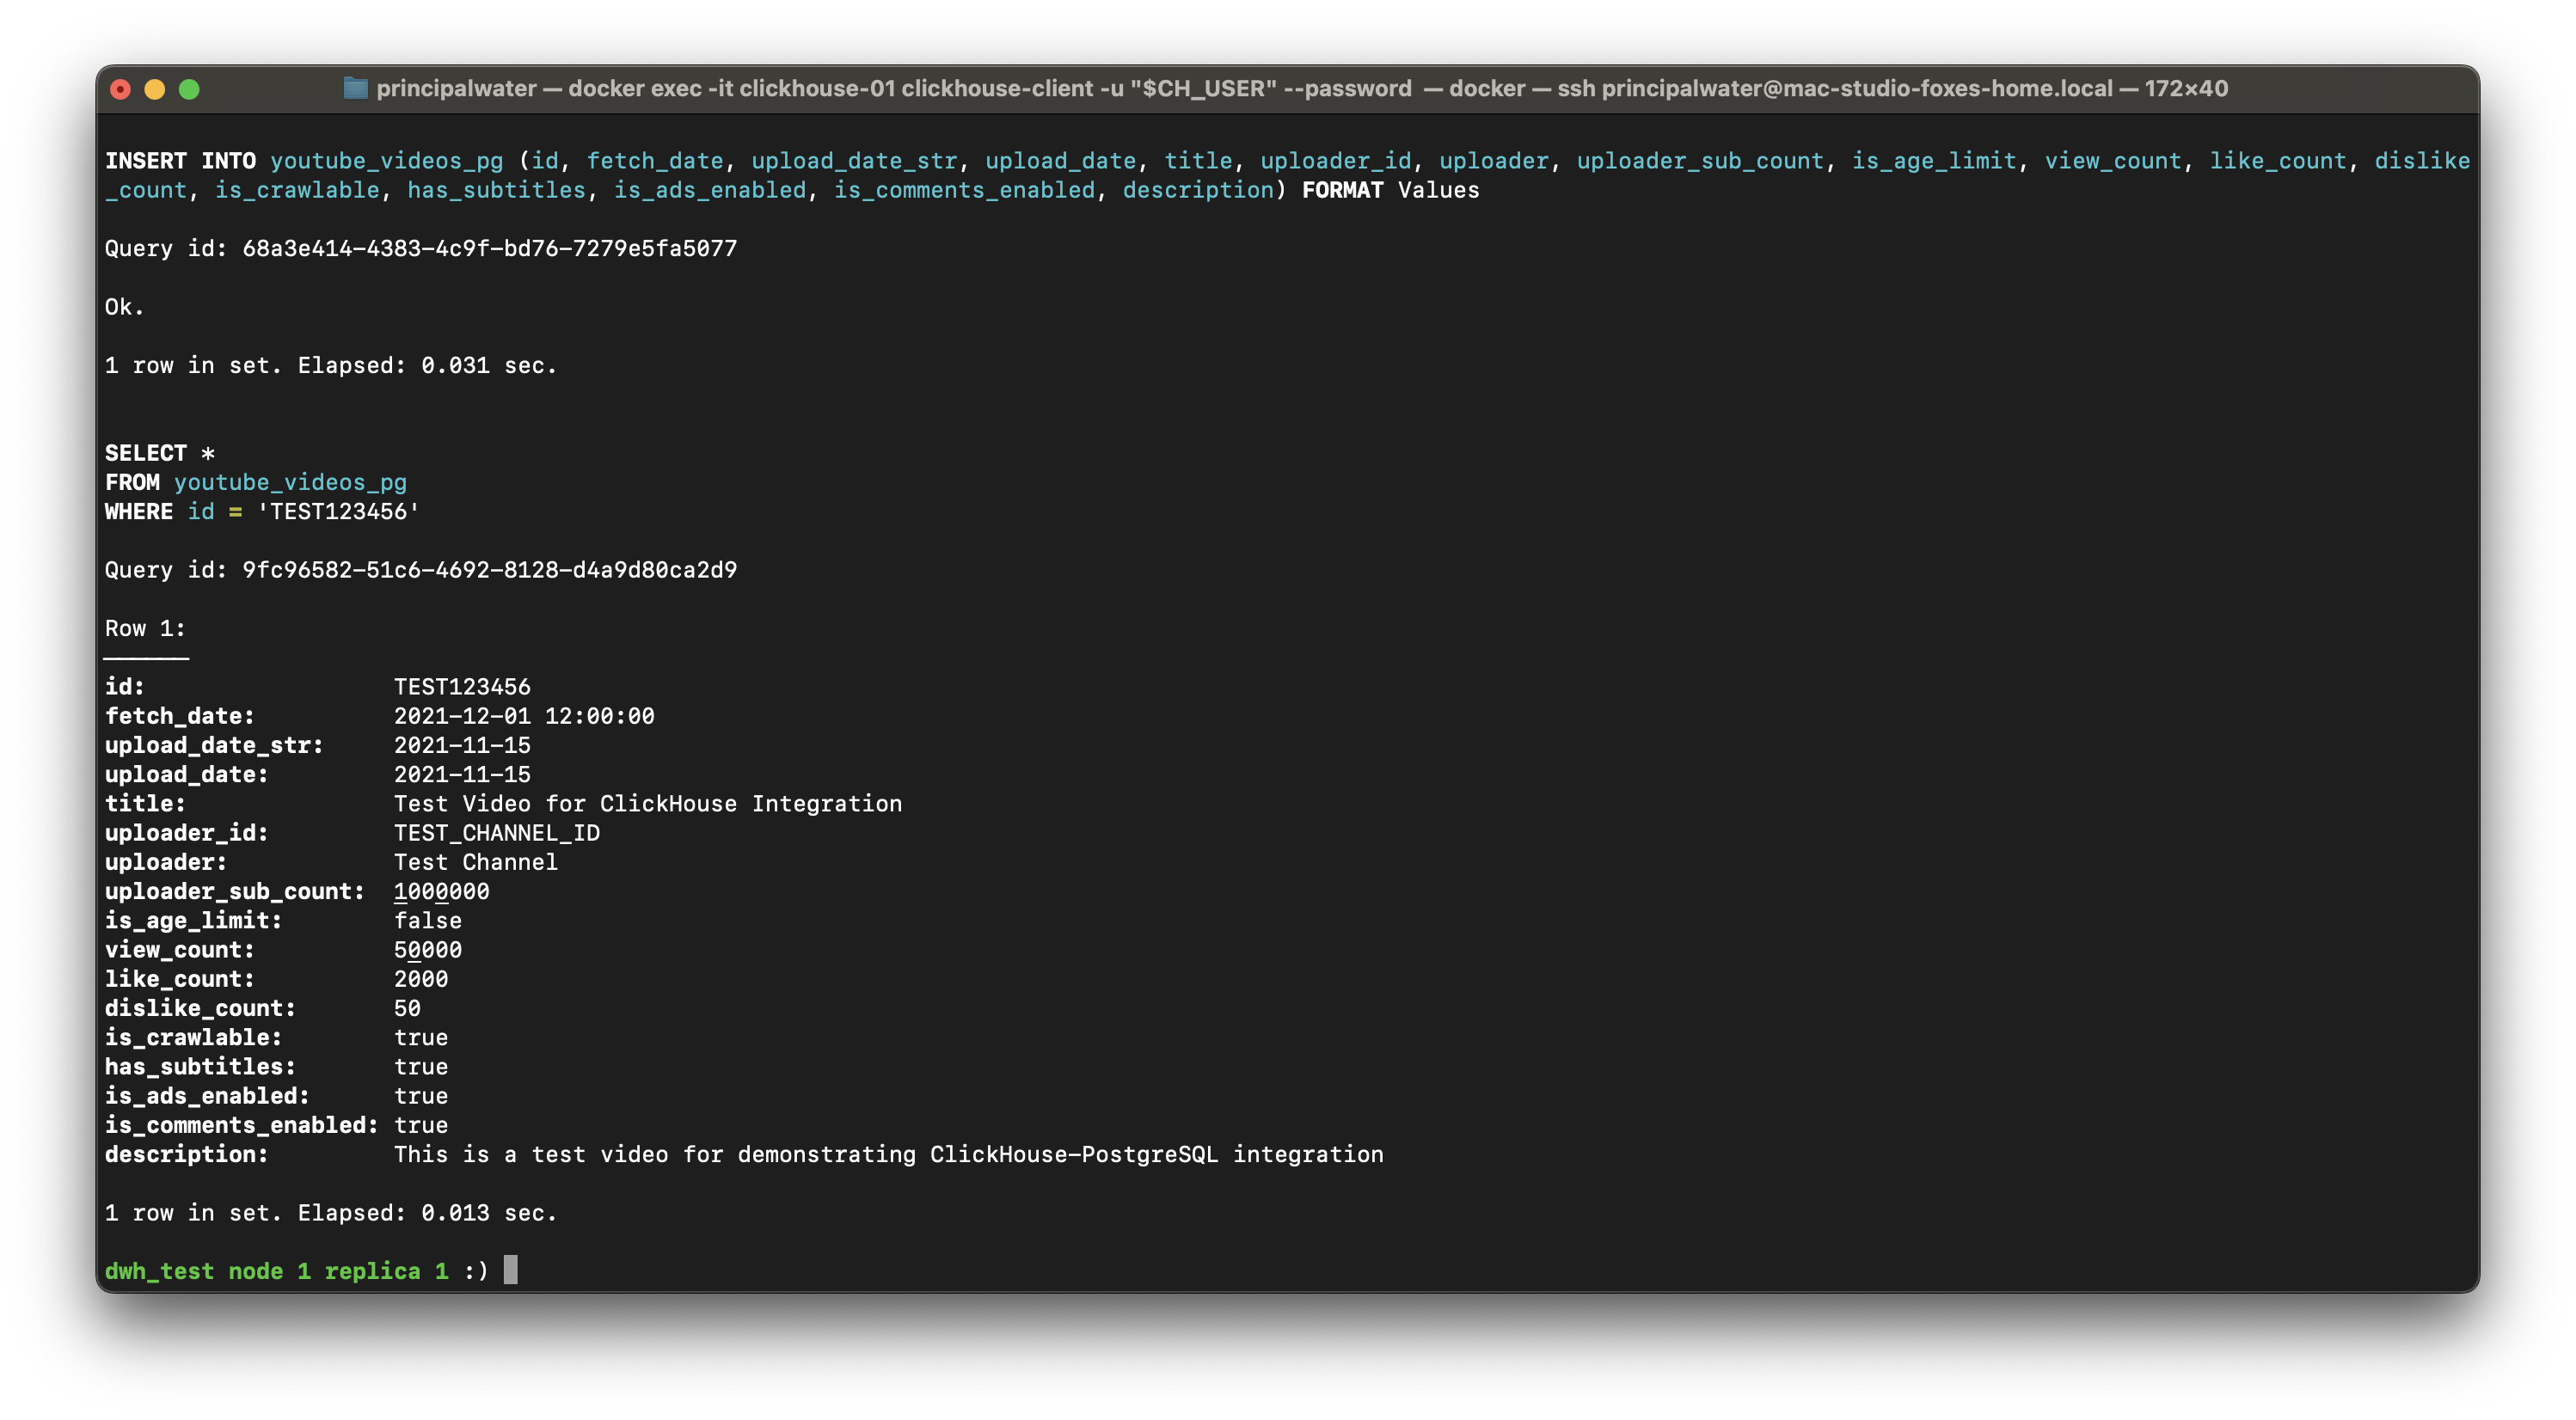 principalwater — docker exec -it clickhouse-01 clickhouse-client -u "$CH_USER" --password — docker — ssh principalwater@mac-studio-foxes-home.local — 172×40
INSERT INTO youtube_videos_pg (id, fetch_date, upload_date_str, upload_date, title, uploader_id, uploader, uploader_sub_count, is_age_limit, view_count, like_count, dislike
_count, is_crawlable, has_subtitles, is_ads_enabled, is_comments_enabled, description) FORMAT Values
Query id: 68a3e414-4383-4c9f-bd76-7279e5fa5077
Ok.
1 row in set. Elapsed: 0.031 sec.
SELECT *
FROM youtube_videos_pg
WHERE id = 'TEST123456'
Query id: 9fc96582-51c6-4692-8128-d4a9d80ca2d9
Row 1:
id: TEST123456
fetch_date: 2021-12-01 12:00:00
upload_date_str: 2021-11-15
upload_date: 2021-11-15
title: Test Video for ClickHouse Integration
uploader_id: TEST_CHANNEL_ID
uploader: Test Channel
uploader_sub_count: 1000000
is_age_limit: false
view_count: 50000
like_count: 2000
dislike_count: 50
is_crawlable: true
has_subtitles: true
is_ads_enabled: true
is_comments_enabled: true
description: This is a test video for demonstrating ClickHouse-PostgreSQL integration
1 row in set. Elapsed: 0.013 sec.
dwh_test node 1 replica 1 :)